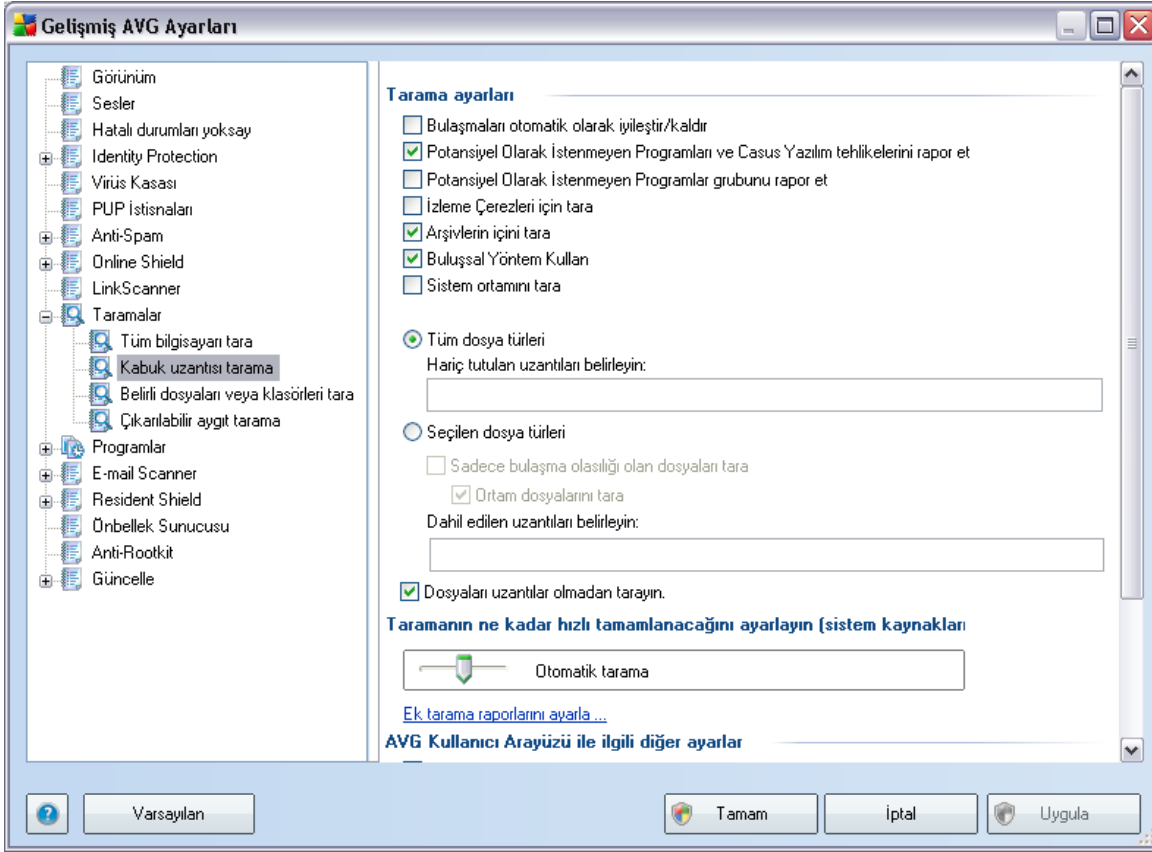 Gelişmiş AVG Ayarları
Görünüm
Sesler
Hatalı durumları yoksay
Identity Protection
Virüs Kasası
PUP İstisnaları
Anti-Spam
Online Shield
LinkScanner
Taramalar
Tüm bilgisayarı tara
Kabuk uzantısı tarama
Belirli dosyaları veya klasörleri tara
Çıkarılabilir aygıt tarama
Programlar
E-mail Scanner
Resident Shield
Önbellek Sunucusu
Anti-Rootkit
Güncelle
Tarama ayarları
Bulaşmaları otomatik olarak iyileştir/kaldır
Potansiyel Olarak İstenmeyen Programları ve Casus Yazılım tehlikelerini rapor et
Potansiyel Olarak İstenmeyen Programlar grubunu rapor et
İzleme Çerezleri için tara
Arşivlerin içini tara
Buluşsal Yöntem Kullan
Sistem ortamını tara
Tüm dosya türleri
Hariç tutulan uzantıları belirleyin:
Seçilen dosya türleri
Sadece bulaşma olasılığı olan dosyaları tara
Ortam dosyalarını tara
Dahil edilen uzantıları belirleyin:
Dosyaları uzantılar olmadan tarayın.
Taramanın ne kadar hızlı tamamlanacağını ayarlayın (sistem kaynakları
Otomatik tarama
Ek tarama raporlarını ayarla ...
AVG Kullanıcı Arayüzü ile ilgili diğer ayarlar
Varsayılan
Tamam
İptal
Uygula